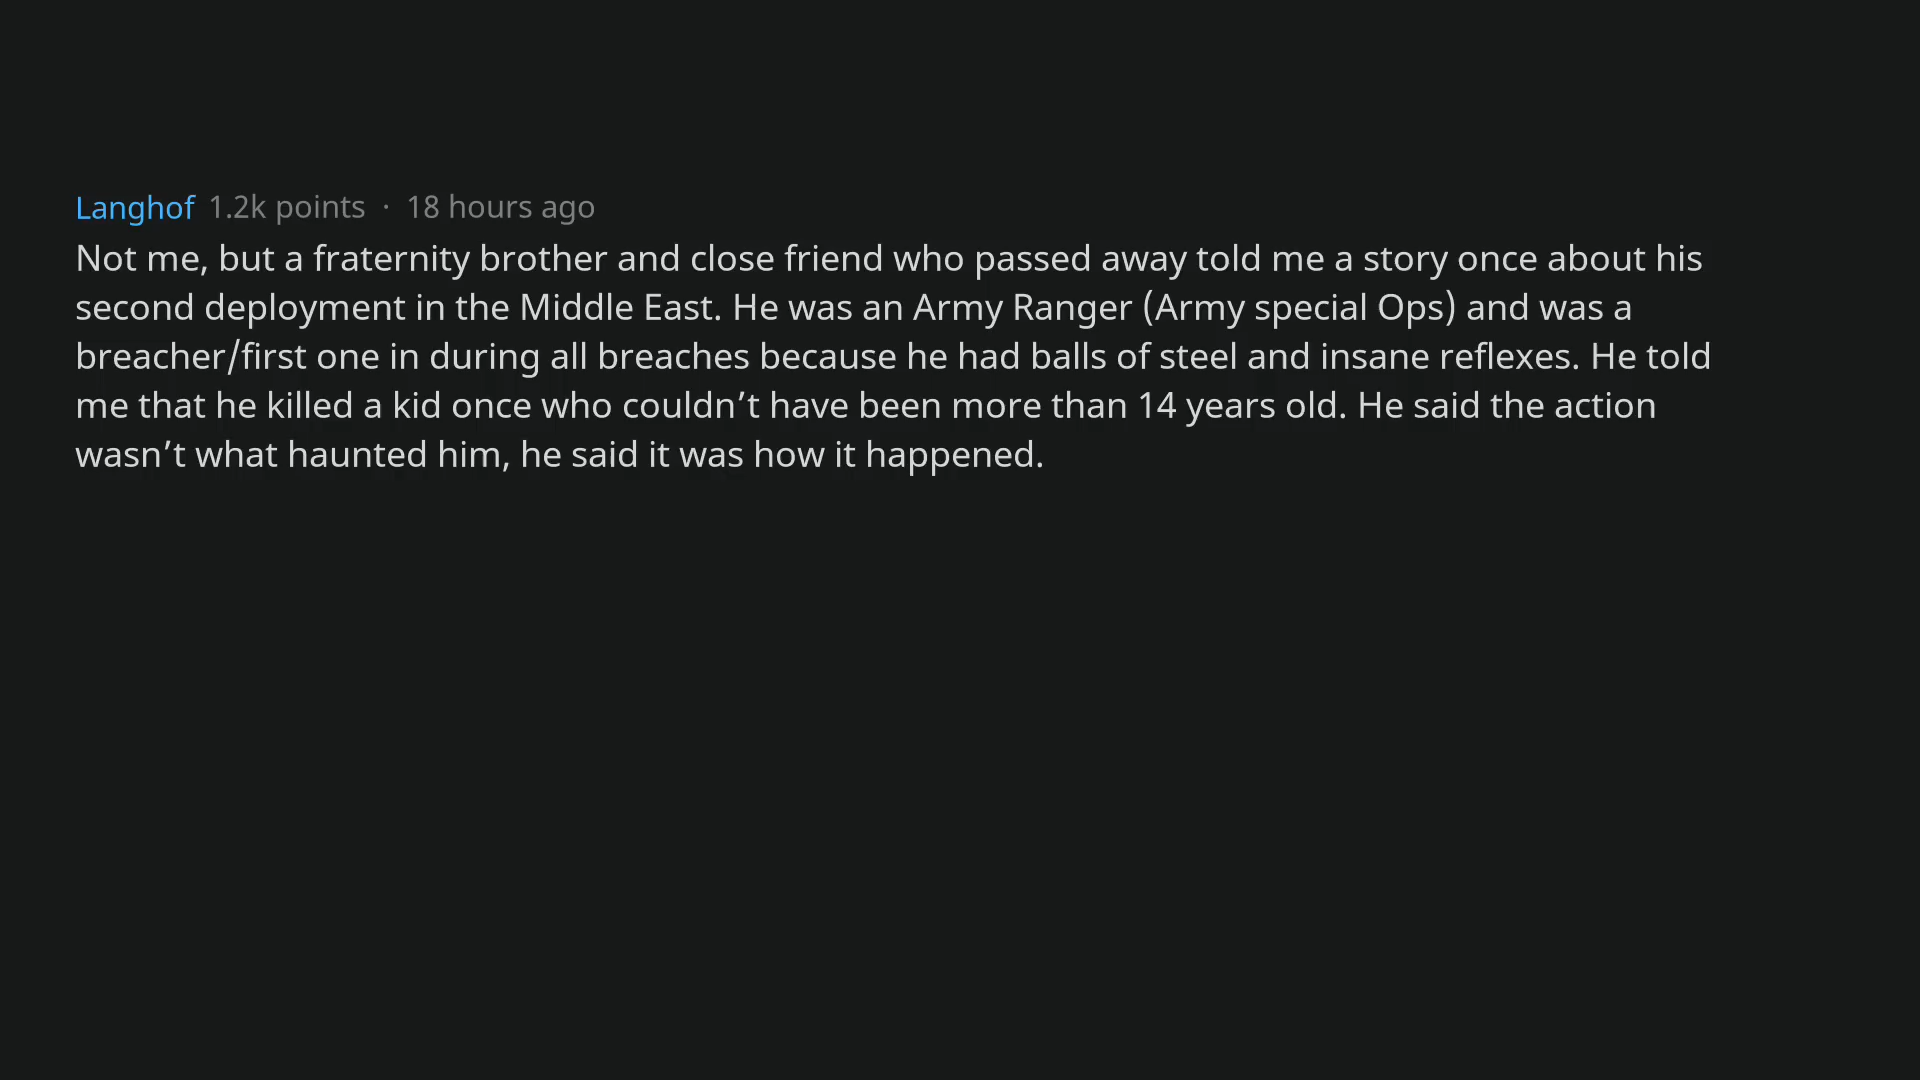 Langhof 1.2k points · 18 hours ago
Not me, but a fraternity brother and close friend who passed away told me a story once about his
second deployment in the Middle East. He was an Army Ranger (Army special Ops) and was a
breacher/first one in during all breaches because he had balls of steel and insane reflexes. He told
me that he killed a kid once who couldn’t have been more than 14 years old. He said the action
wasn’t what haunted him, he said it was how it happened.